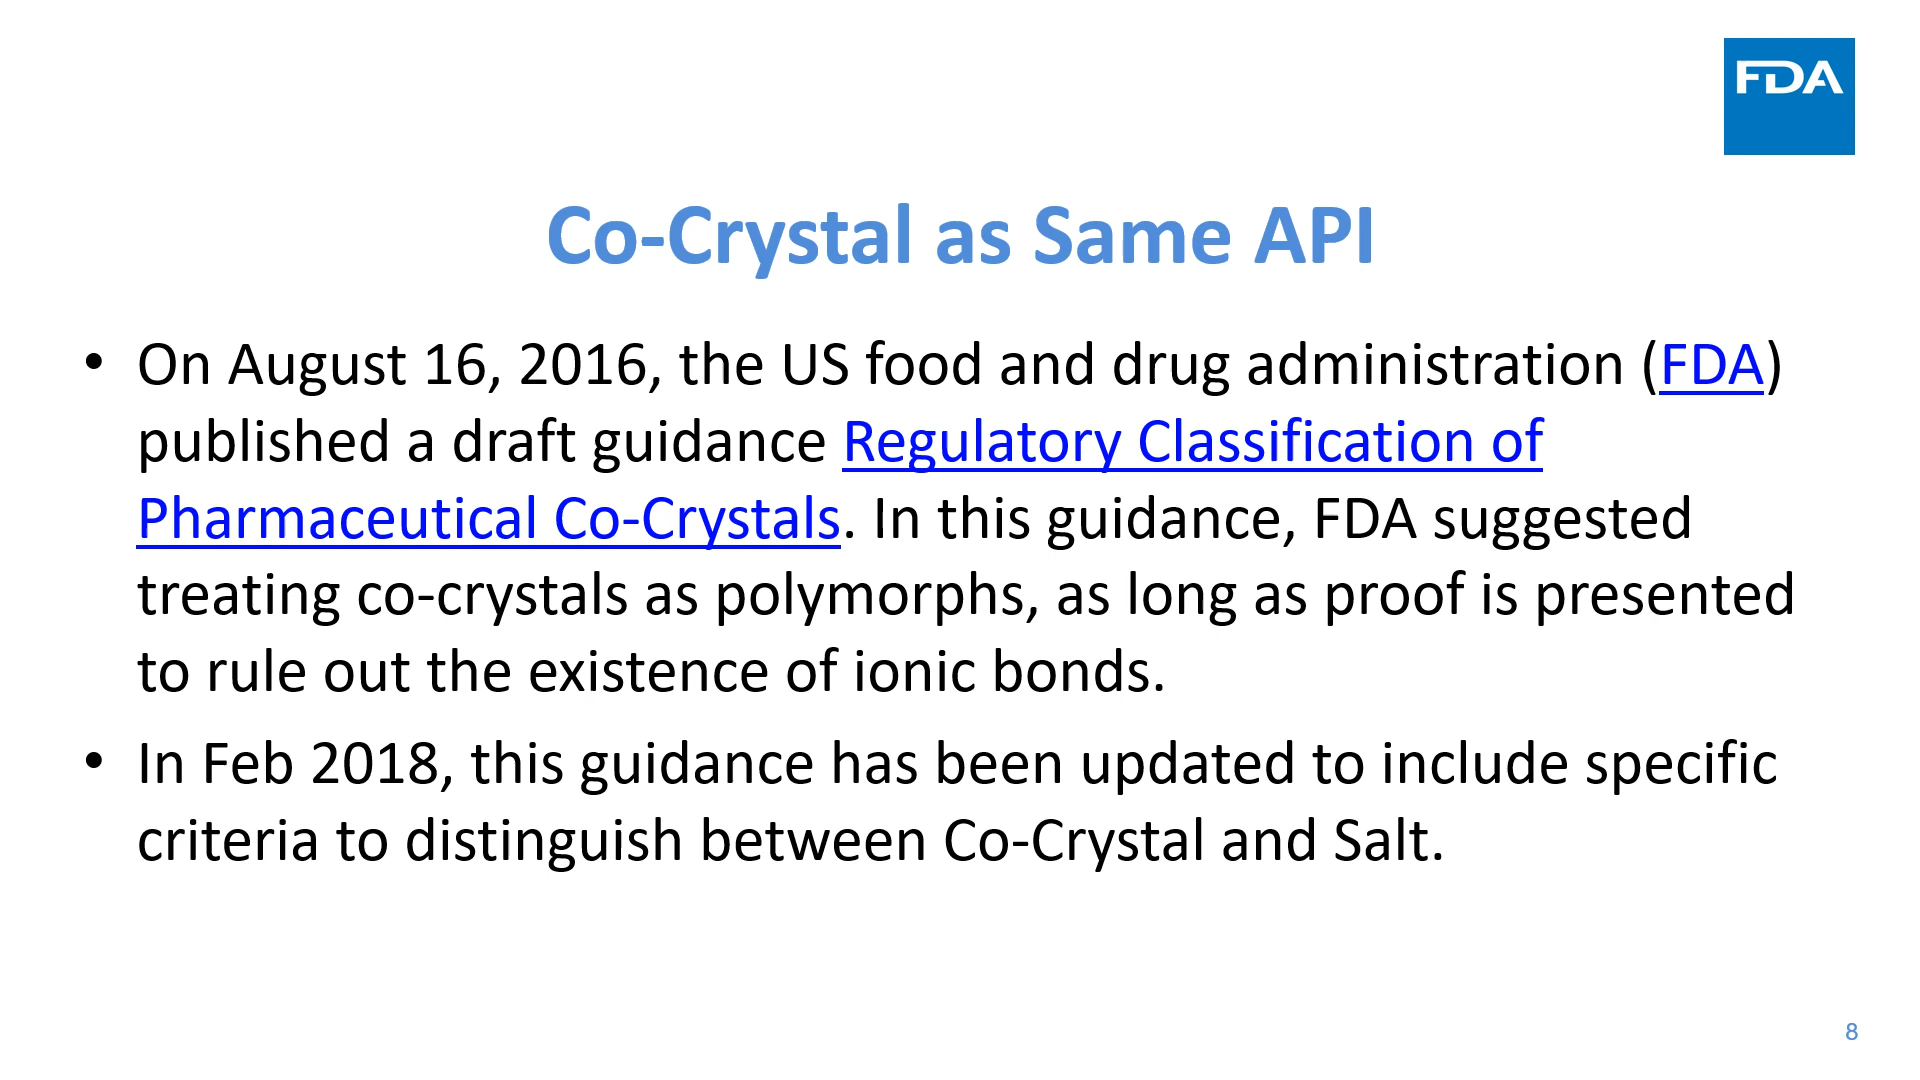 FDA
Co-Crystal as Same API
• On August 16, 2016, the US food and drug administration (FDA)
published a draft guidance Regulatory Classification of
Pharmaceutical Co-Crystals. In this guidance, FDA suggested
treating co-crystals as polymorphs, as long as proof is presented
to rule out the existence of ionic bonds.
• In Feb 2018, this guidance has been updated to include specific
criteria to distinguish between Co-Crystal and Salt.
8